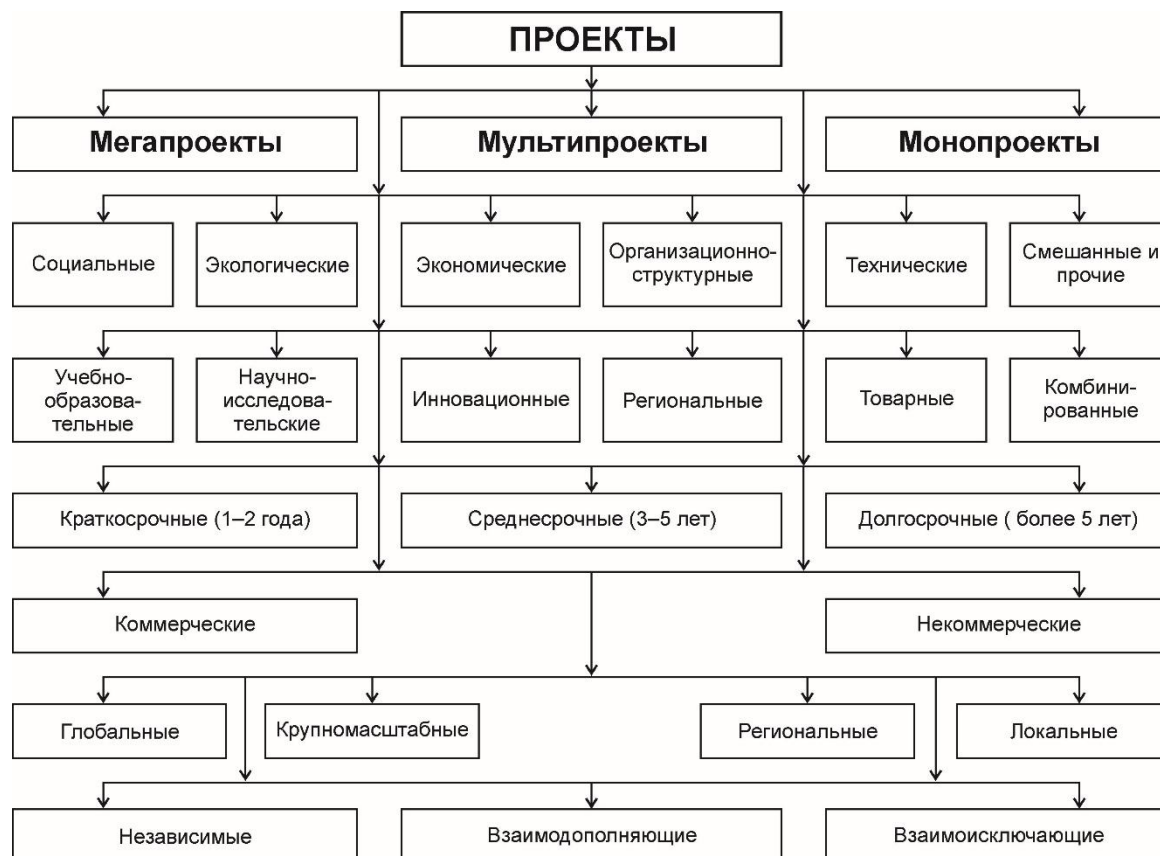 ПРОЕКТЫ
Мегапроекты
Мультипроекты
Монопроекты
Социальные
Экологические
Экономические
Организационно-
структурные
Технические
Смешанные и
прочие
Учебно-
образова-
тельные
Научно-
исследова-
тельские
Инновационные
Региональные
Товарные
Комбини-
рованные
Краткосрочные (1–2 года)
Среднесрочные (3–5 лет)
Долгосрочные ( более 5 лет)
Коммерческие
Некоммерческие
Глобальные
Крупномасштабные
Региональные
Локальные
Независимые
Взаимодополняющие
Взаимоисключающие